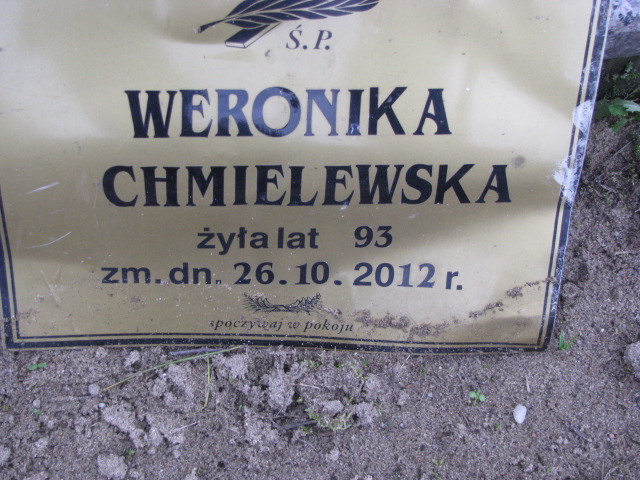 Ś.P.
WERONIKA
CHMIELEWSKA
żyła lat 93
zm. dn. 26.10.2012 r.
spoczywaj w pokoju